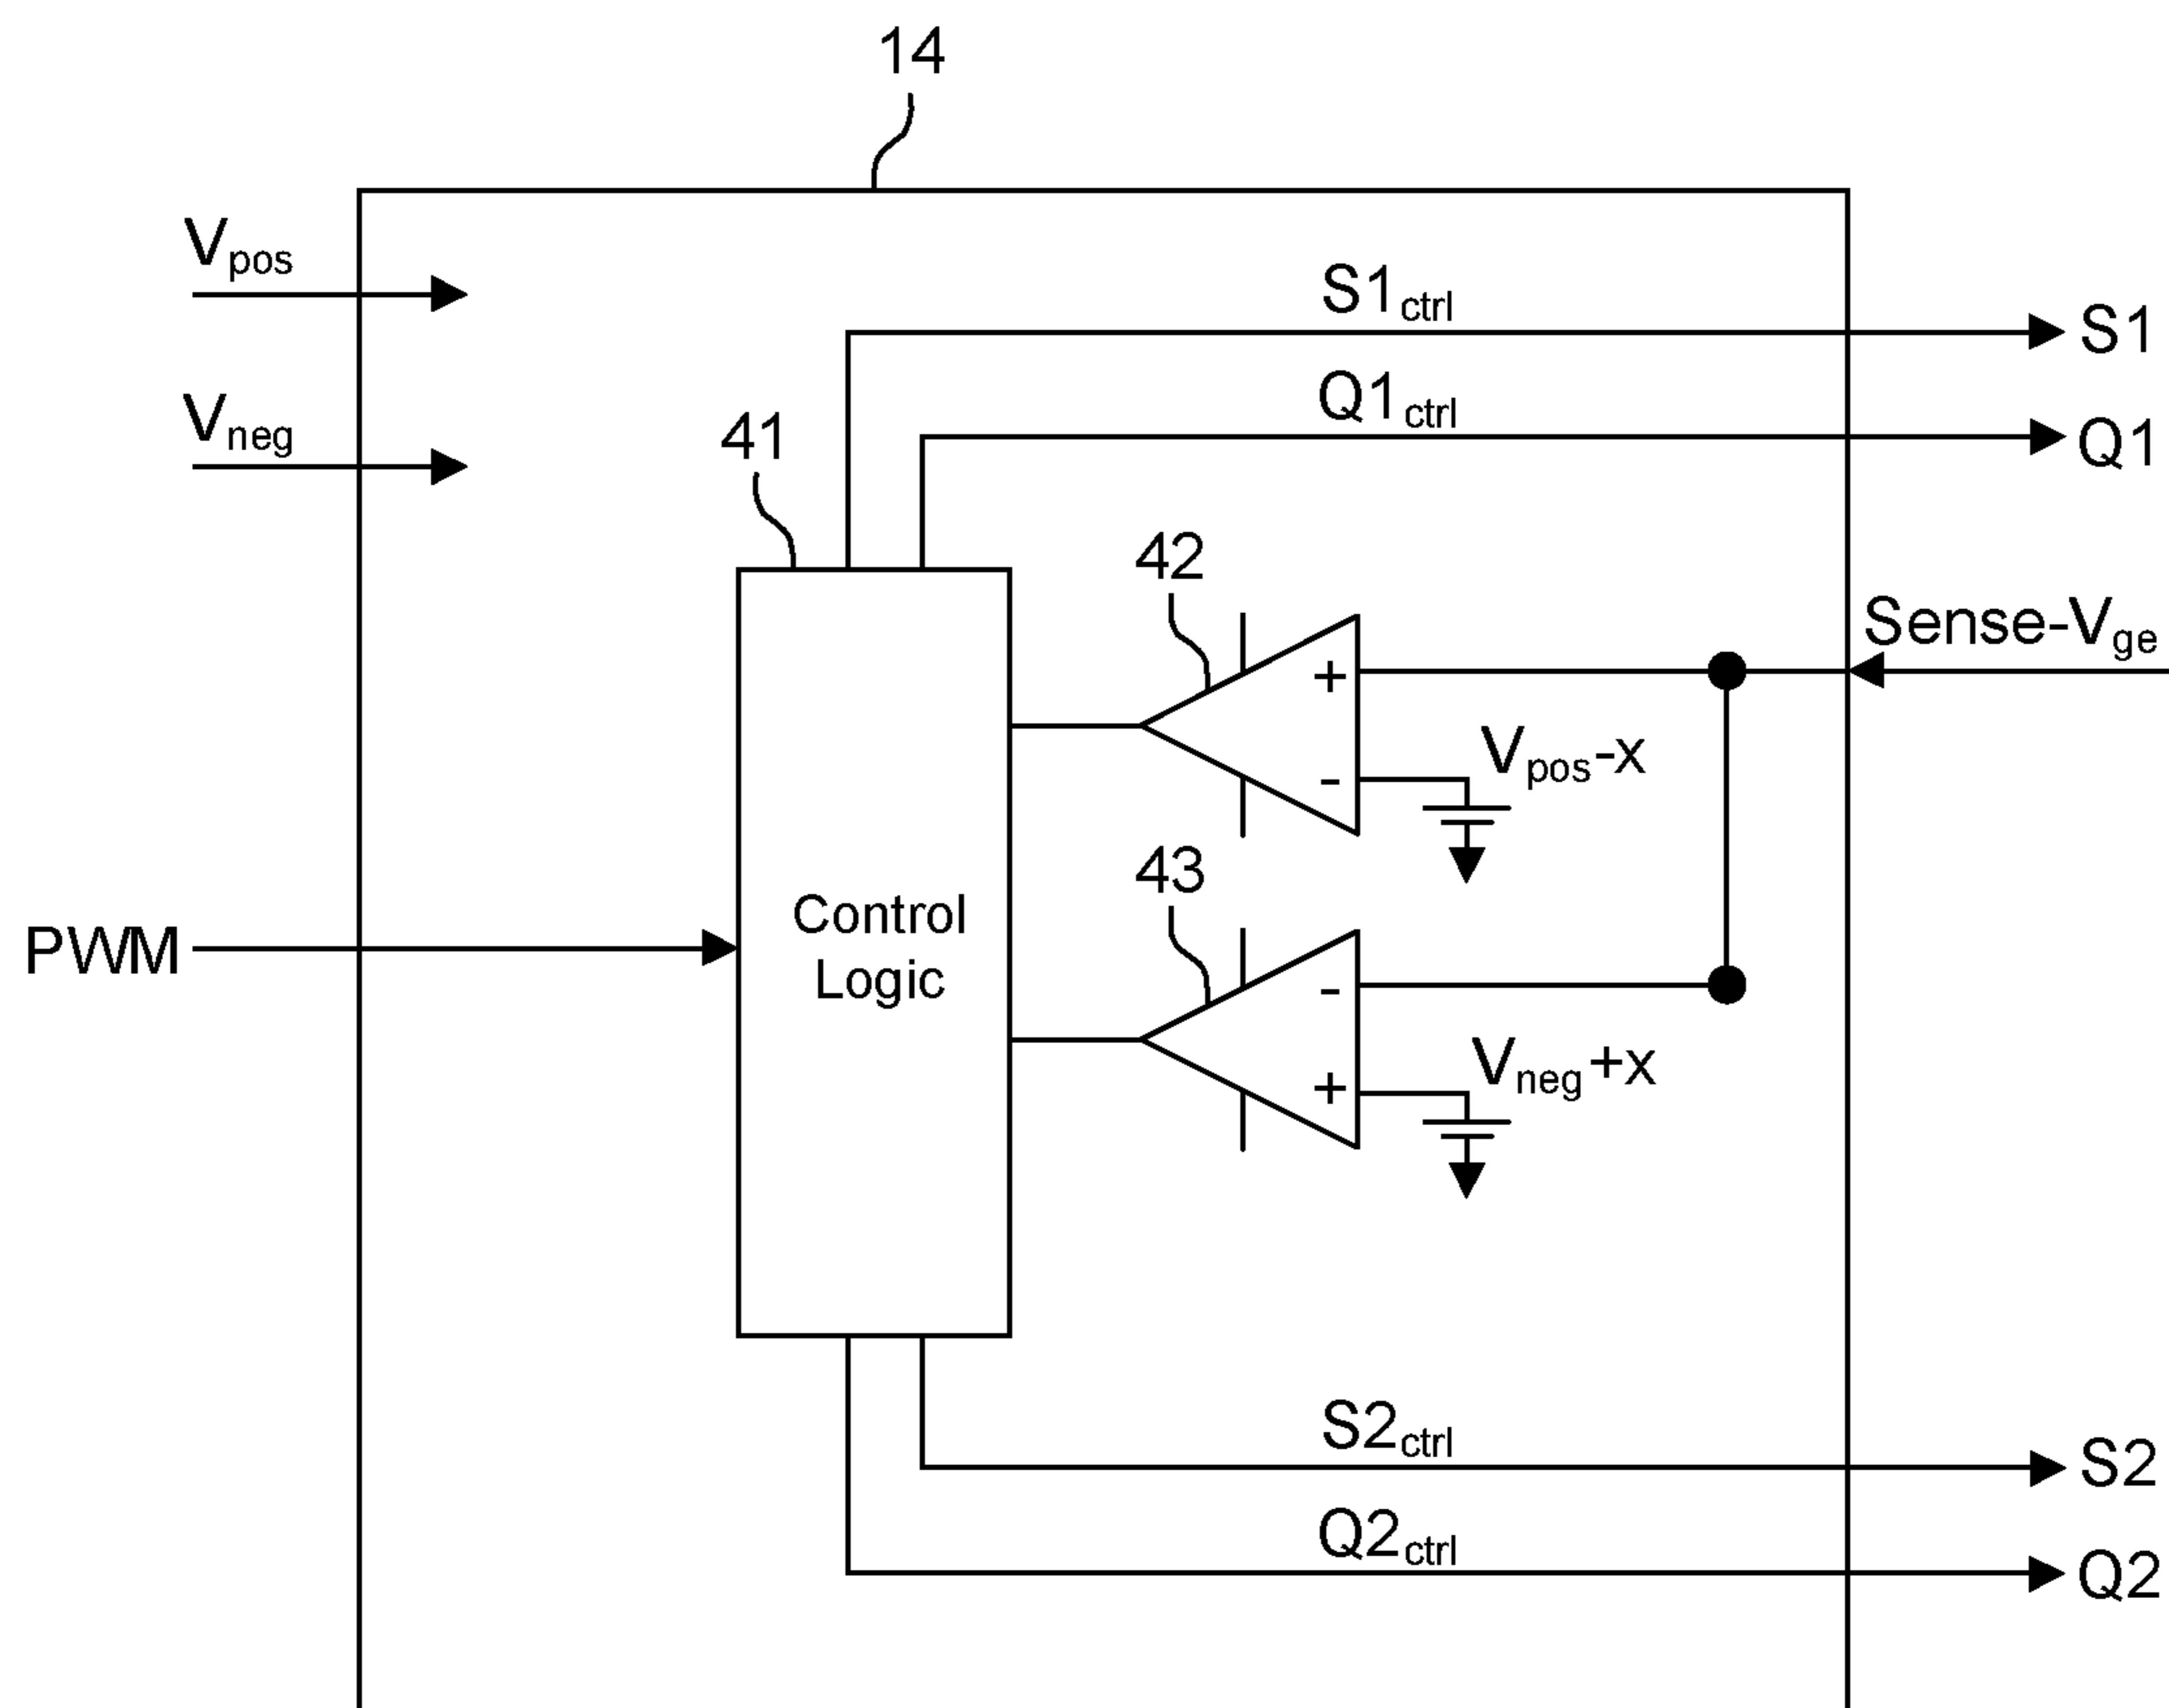 14
Vpos
S1ctrl
S1
Q1ctrl
Q1
Vneg
41
42
+
Sense-Vge
Vpos-x
-
43
Control
Logic
PWM
-
Vneg+x
+
S2ctrl
S2
Q2ctrl
Q2